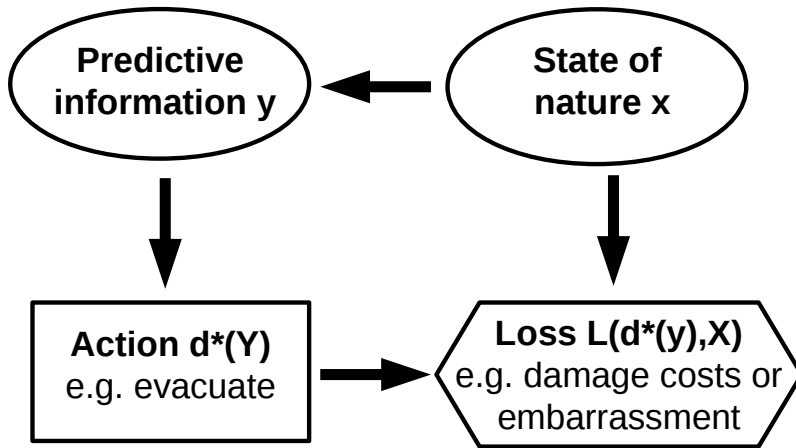 Predictive
information y
State of
nature x
Action d*(Y)
e.g. evacuate
Loss L(d*(y),X)
e.g. damage costs or
embarrassment